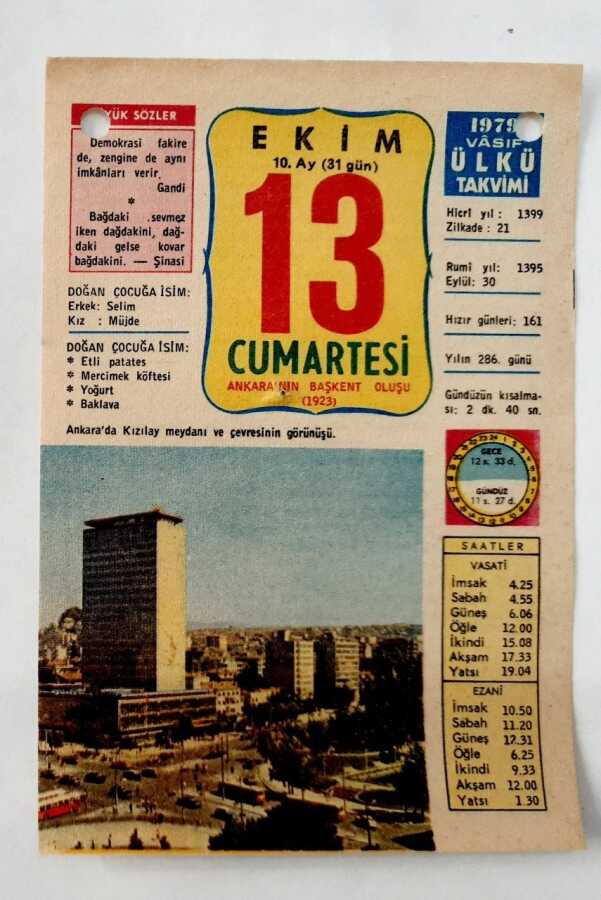 YÜK SÖZLER
Demokrasi fakire
de, zengine de aynı
imkânları verir.
Gandi
*
Bağdaki sevmez
iken dağdakini, dağ-
daki gelse kovar
bağdakini. — Şinasi
DOĞAN ÇOCUĞA İSİM:
Erkek: Selim
Kız : Müjde
DOĞAN ÇOCUĞA İSİM:
* Etli patates
* Mercimek köftesi
* Yoğurt
* Baklava
EKİM
10. Ay (31 gün)
13
CUMARTESİ
ANKARA'NIN BAŞKENT OLUŞU
(1923)
1979
VÂSIF
ÜLKÜ
TAKVİMİ
Hicrî yıl : 1399
Zilkade : 21
Rumî yıl: 1395
Eylül: 30
Hızır günleri: 161
Yılın 286. günü
Gündüzün kısalma-
sı: 2 dk. 40 sn.
Ankara'da Kızılay meydanı ve çevresinin görünüşü.
GECE
12 s. 33 d.
GÜNDÜZ
11 s. 27 d.
SAATLER
VASATİ
İmsak 4.25
Sabah 4.55
Güneş 6.06
Öğle 12.00
İkindi 15.08
Akşam 17.33
Yatsı 19.04
EZANİ
İmsak 10.50
Sabah 11.20
Güneş 12.31
Öğle 6.25
İkindi 9.33
Akşam 12.00
Yatsı 1.30